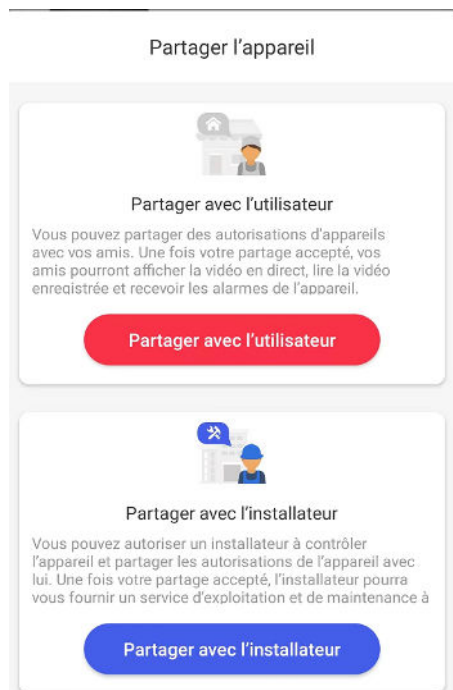 Partager l'appareil
Partager avec l'utilisateur
Vous pouvez partager des autorisations d'appareils
avec vos amis. Une fois votre partage accepté, vos
amis pourront afficher la vidéo en direct, lire la vidéo
enregistrée et recevoir les alarmes de l'appareil.
Partager avec l'utilisateur
Partager avec l'installateur
Vous pouvez autoriser un installateur à contrôler
l'appareil et partager les autorisations de l'appareil avec
lui. Une fois votre partage accepté, l'installateur pourra
vous fournir un service d'exploitation et de maintenance à
Partager avec l'installateur